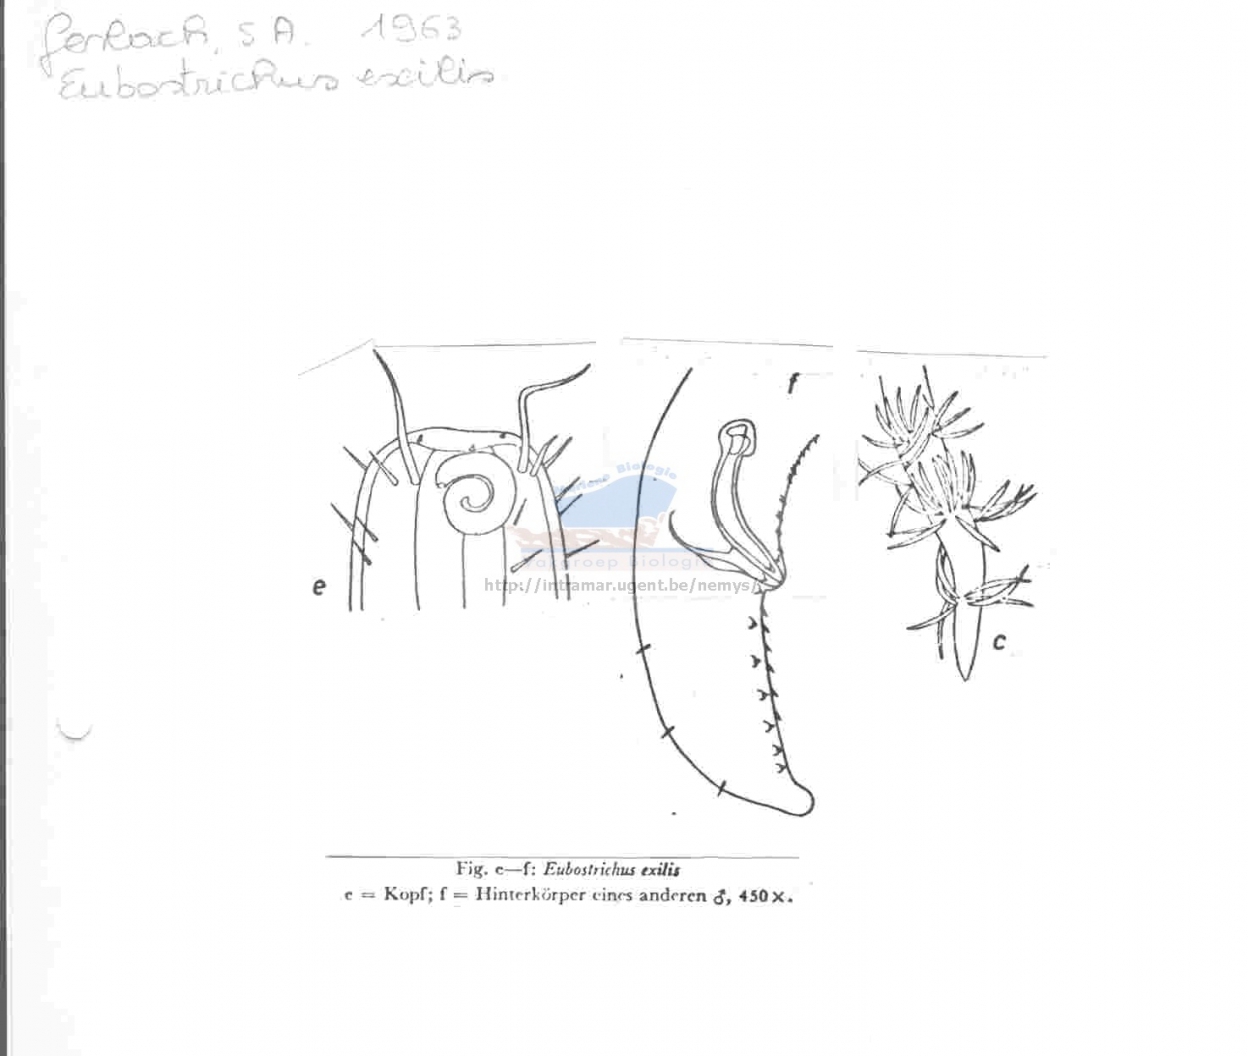 Gerlach, S A. 1963
Eubostrichus exilis
f
Mariene Biologie
Vakgroep biologie
http://intramar.ugent.be/nemys/
e
c
Fig. e—f: Eubostrichus exilis
e = Kopf; f = Hinterkörper eines anderen ♂, 450 x.